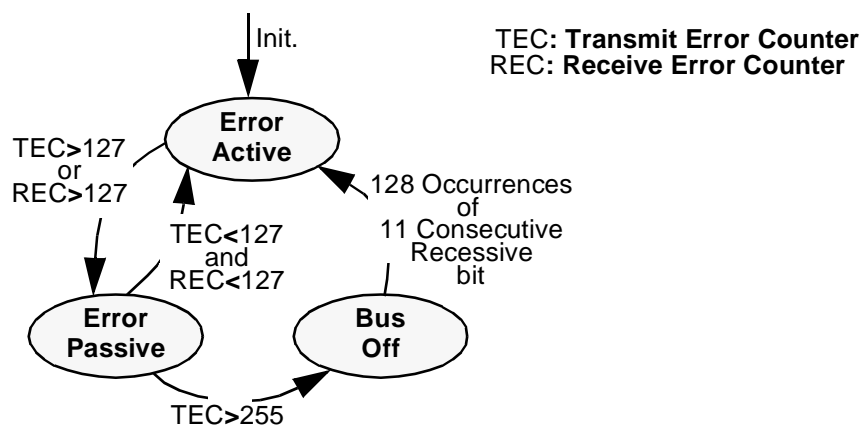 Init.
TEC: Transmit Error Counter
REC: Receive Error Counter
Error
Active
TEC>127
or
REC>127
TEC<127
and
REC<127
128 Occurrences
of
11 Consecutive
Recessive
bit
Error
Passive
Bus
Off
TEC>255